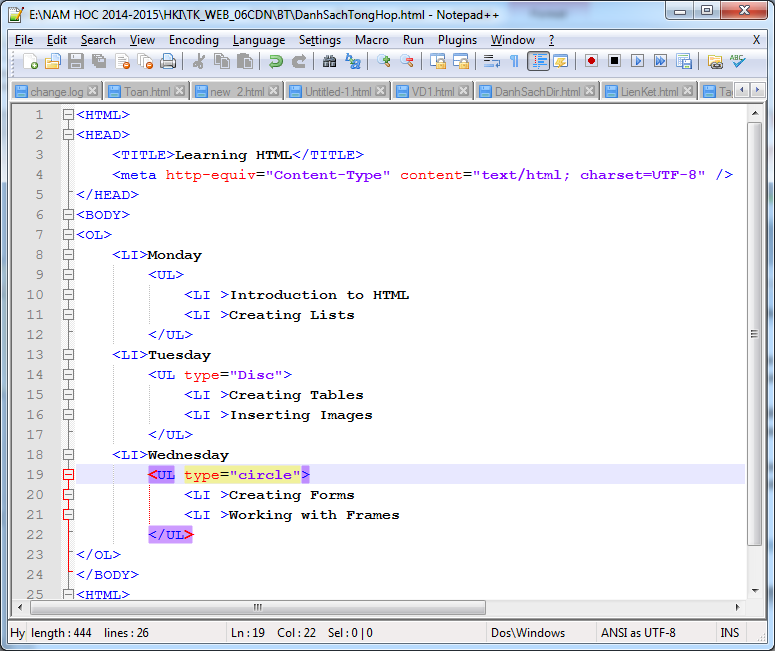 E:\NAM HOC 2014-2015\HKI\TK_WEB_06CDN\BT\DanhSachTongHop.html - Notepad++
File Edit Search View Encoding Language Settings Macro Run Plugins Window ? X
change.log Toan.html new 2.html Untitled-1.html VD1.html DanhSachDir.html LienKet.html
1 <HTML>
2 <HEAD>
3 <TITLE>Learning HTML</TITLE>
4 <meta http-equiv="Content-Type" content="text/html; charset=UTF-8" />
5 </HEAD>
6 <BODY>
7 <OL>
8 <LI>Monday
9 <UL>
10 <LI >Introduction to HTML
11 <LI >Creating Lists
12 </UL>
13 <LI>Tuesday
14 <UL type="Disc">
15 <LI >Creating Tables
16 <LI >Inserting Images
17 </UL>
18 <LI>Wednesday
19 <UL type="circle">
20 <LI >Creating Forms
21 <LI >Working with Frames
22 </UL>
23 </OL>
24 </BODY>
25 <HTML>
Hy length : 444 lines : 26 Ln : 19 Col : 22 Sel : 0 | 0 Dos\Windows ANSI as UTF-8 INS